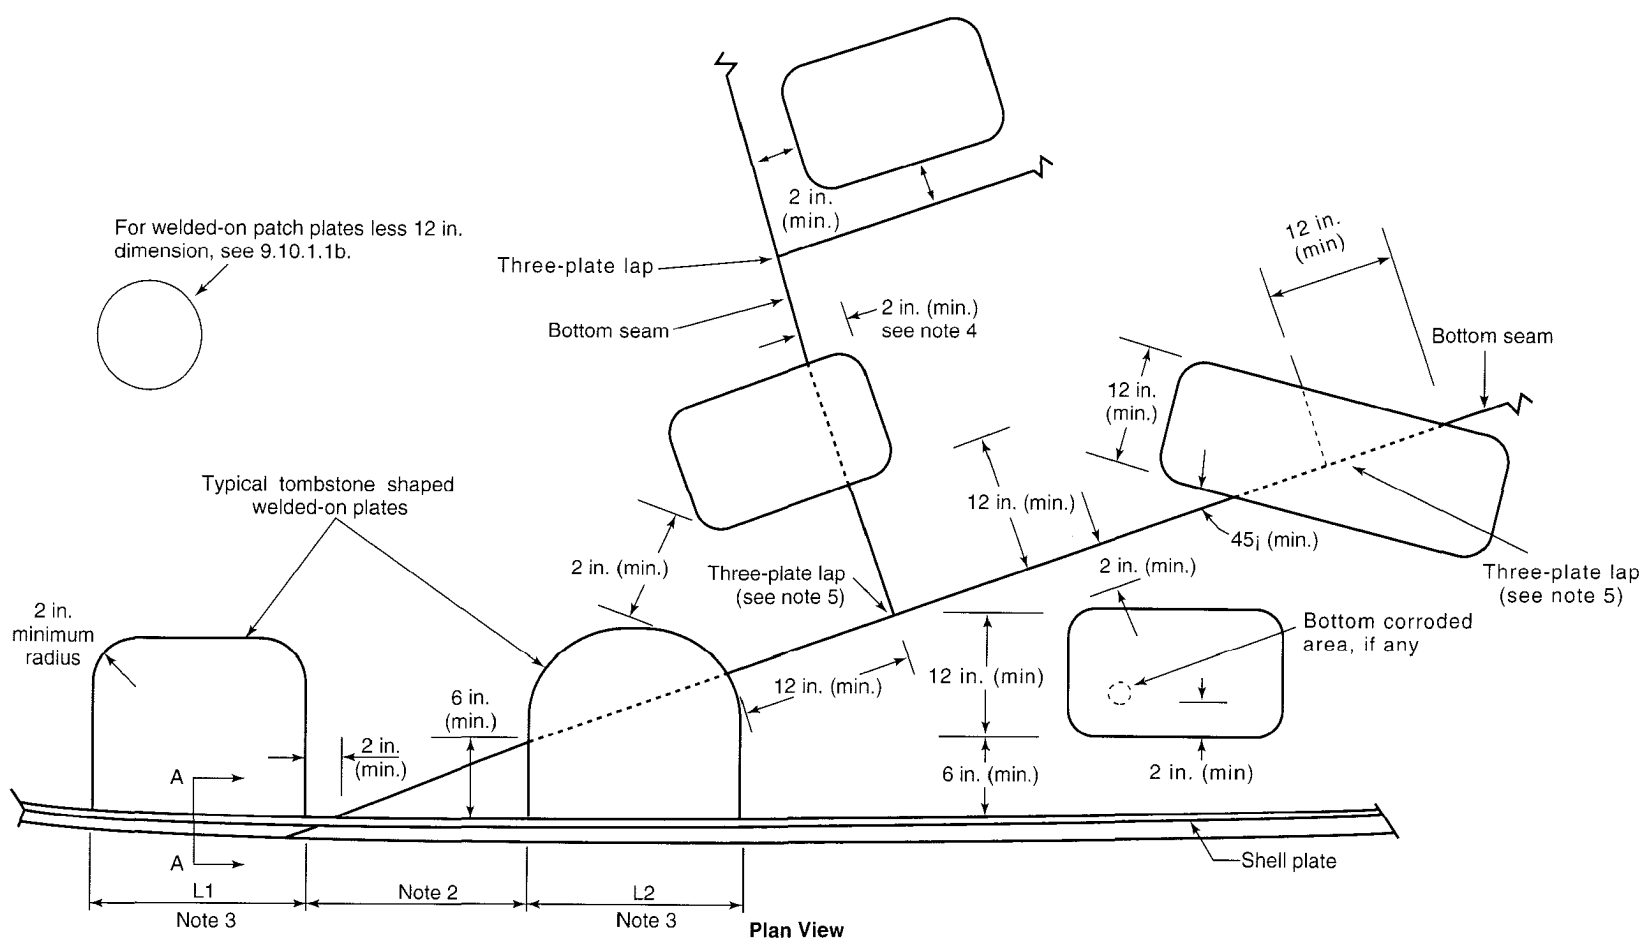 2 in.
(min.)
For welded-on patch plates less 12 in.
dimension, see 9.10.1.1b.
12 in.
(min)
Three-plate lap
Bottom seam
2 in. (min.)
see note 4
Bottom seam
12 in.
(min.)
Typical tombstone shaped
welded-on plates
12 in. (min.)
45¡ (min.)
2 in. (min.)
Three-plate lap
(see note 5)
2 in. (min.)
Three-plate lap
(see note 5)
2 in.
minimum
radius
Bottom corroded
area, if any
6 in.
(min.)
12 in. (min.)
12 in. (min)
2 in.
(min.)
A
6 in. (min.)
2 in. (min)
A
Shell plate
L1
Note 2
L2
Note 3
Note 3
Plan View